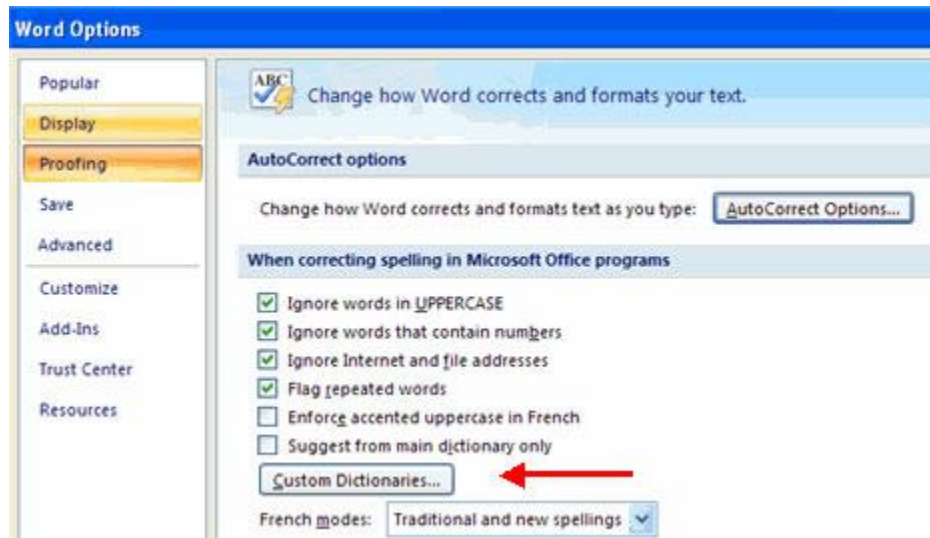 Word Options
Popular
Display
Proofing
Save
Advanced
Customize
Add-Ins
Trust Center
Resources
ABC
Change how Word corrects and formats your text.
AutoCorrect options
Change how Word corrects and formats text as you type: AutoCorrect Options...
When correcting spelling in Microsoft Office programs
Ignore words in UPPERCASE
Ignore words that contain numbers
Ignore Internet and file addresses
Flag repeated words
Enforce accented uppercase in French
Suggest from main dictionary only
Custom Dictionaries...
French modes: Traditional and new spellings